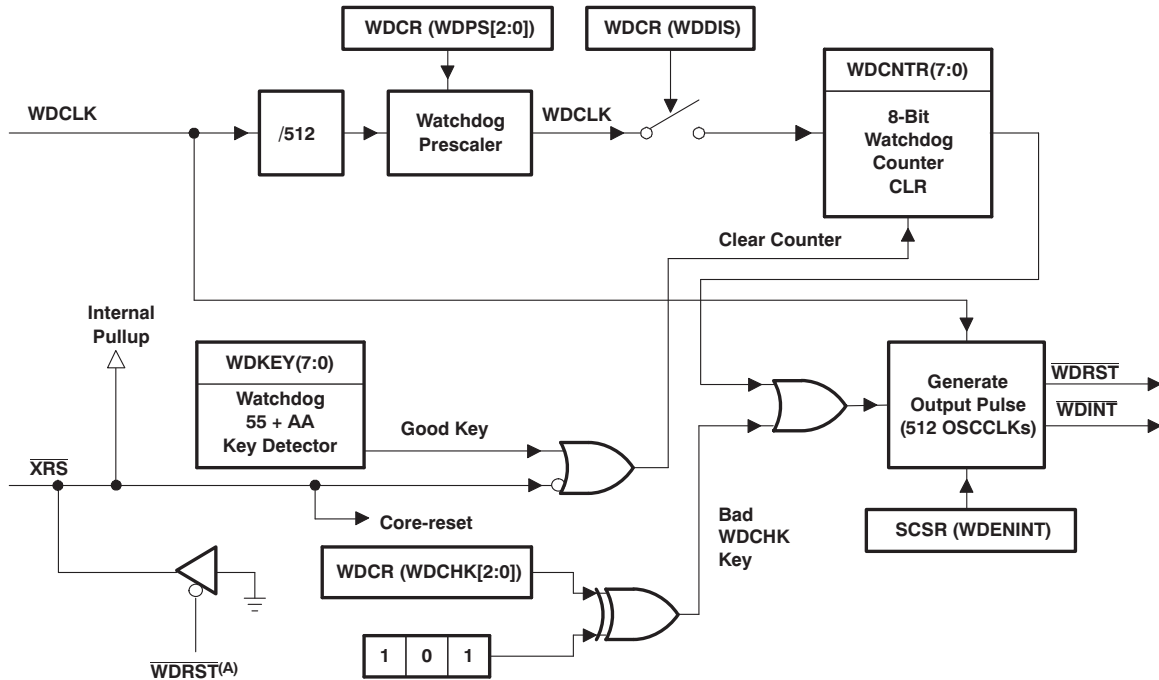 WDCR (WDPS[2:0])
WDCR (WDDIS)
WDCNTR(7:0)
WDCLK
/512
Watchdog
Prescaler
WDCLK
8-Bit
Watchdog
Counter
CLR
Clear Counter
Internal
Pullup
WDKEY(7:0)
Watchdog
55 + AA
Key Detector
Good Key
Generate
Output Pulse
(512 OSCCLKs)
WDRST
WDINT
XRS
Core-reset
Bad
WDCHK
Key
SCSR (WDENINT)
WDCR (WDCHK[2:0])
1 0 1
WDRST(A)